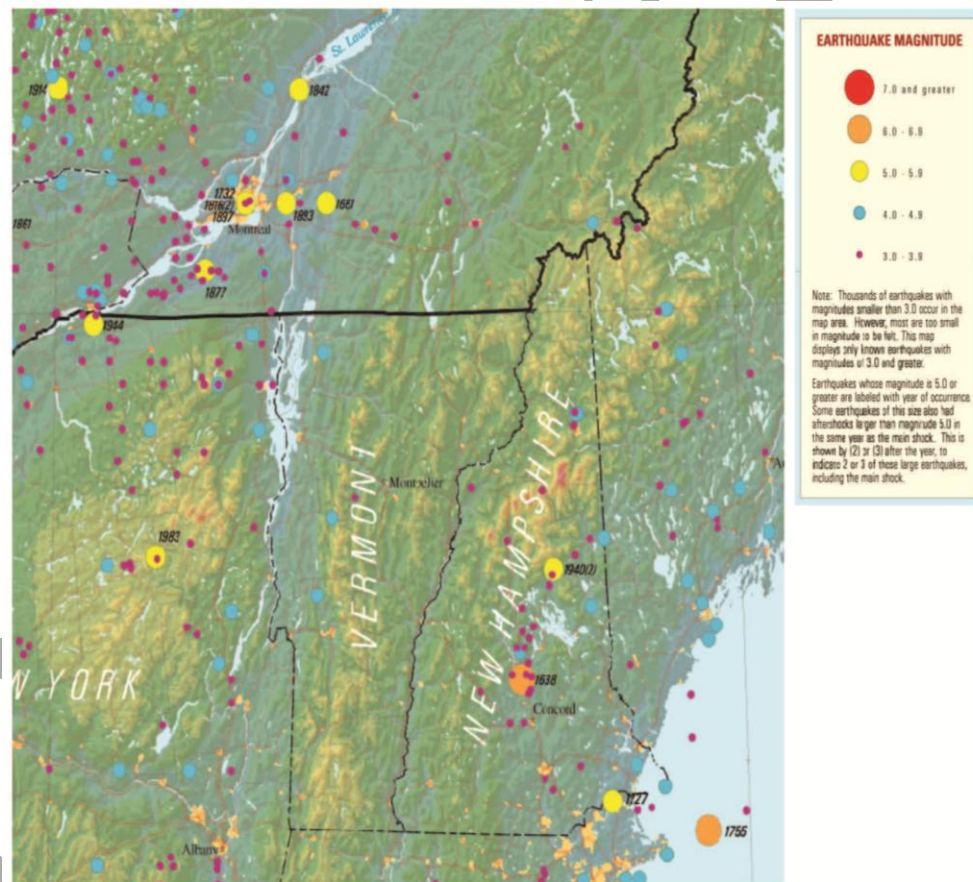 St. Lawrence
1914
1842
1732
1816(2)
1897
1893
1661
Montreal
1861
1877
1944
VERMONT
Montpelier
NEW HAMPSHIRE
1983
1940(2)
N YORK
1638
Concord
1727
1755
Albany
EARTHQUAKE MAGNITUDE
7.0 and greater
6.0 - 6.9
5.0 - 5.9
4.0 - 4.9
3.0 - 3.9
Note: Thousands of earthquakes with
magnitudes smaller than 3.0 occur in the
map area. However, most are too small
in magnitude to be felt. This map
displays only known earthquakes with
magnitudes of 3.0 and greater.
Earthquakes whose magnitude is 5.0 or
greater are labeled with year of occurrence.
Some earthquakes of this size also had
aftershocks larger than magnitude 5.0 in
the same year as the main shock. This is
shown by (2) or (3) after the year, to
indicate 2 or 3 of these large earthquakes,
including the main shock.